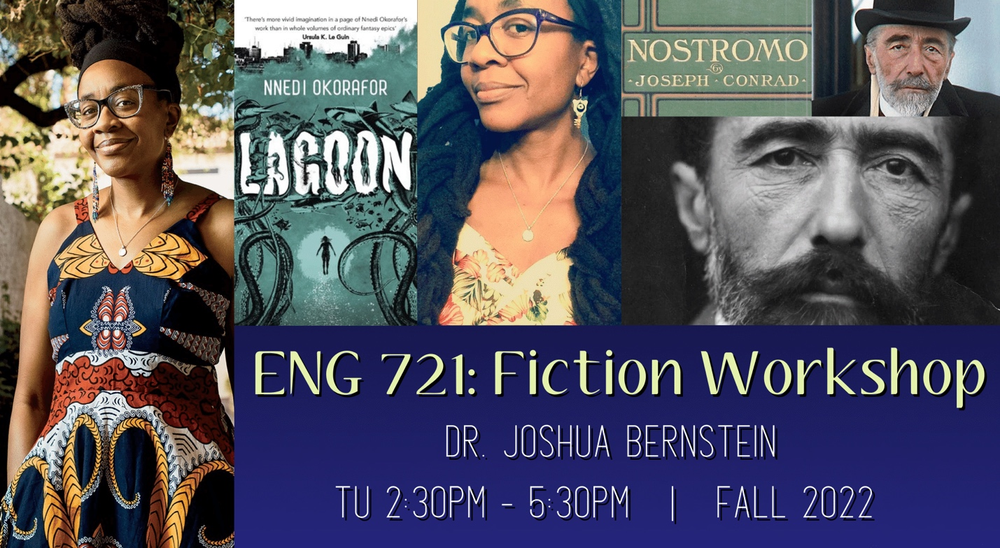 'There's more vivid imagination in a page of Nnedi Okorafor's
work than in whole volumes of ordinary fantasy epics'
Ursula K. Le Guin
NNEDI OKORAFOR
LAGOON
NOSTROMO
By
JOSEPH · CONRAD
ENG 721: Fiction Workshop
DR. JOSHUA BERNSTEIN
TU 2:30PM - 5:30PM | FALL 2022